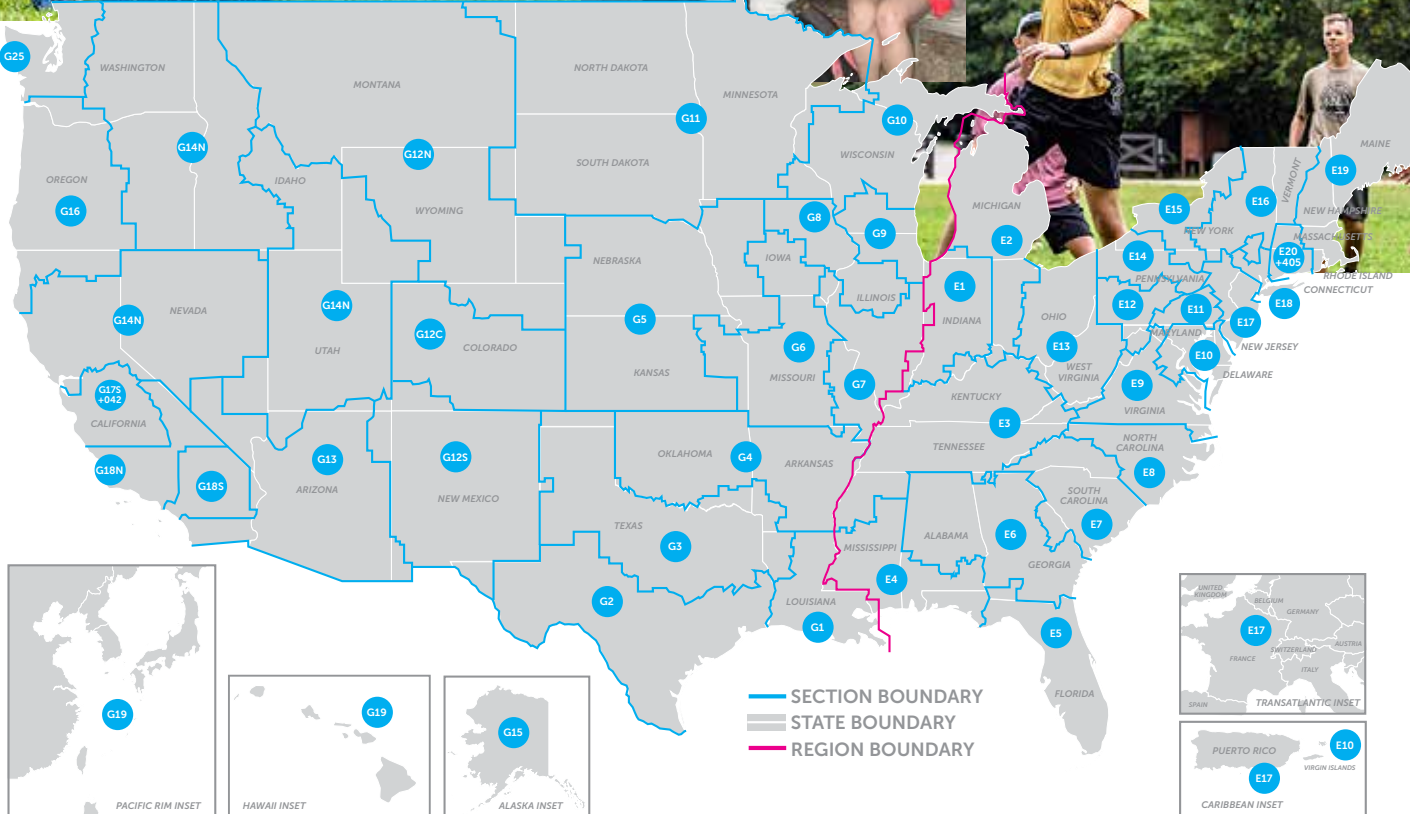 G25
WASHINGTON
MONTANA
NORTH DAKOTA
MINNESOTA
G11
G10
G14N
G12N
SOUTH DAKOTA
WISCONSIN
MAINE
OREGON
IDAHO
G16
WYOMING
MICHIGAN
G8
G9
E2
E15
NEW YORK
E16
VERMONT
E19
NEW HAMPSHIRE
MASSACHUSETTS
E20
+405
RHODE ISLAND
CONNECTICUT
NEBRASKA
IOWA
ILLINOIS
E1
INDIANA
E14
PENNSYLVANIA
E12
E11
E18
E17
NEW JERSEY
G14N
NEVADA
G14N
UTAH
G12C
COLORADO
G5
KANSAS
G6
MISSOURI
G7
OHIO
E13
WEST
VIRGINIA
MARYLAND
E10
DELAWARE
E9
VIRGINIA
G17S
+042
CALIFORNIA
KENTUCKY
E3
TENNESSEE
NORTH
CAROLINA
E8
G18N
G18S
G13
ARIZONA
G12S
NEW MEXICO
OKLAHOMA
G4
ARKANSAS
SOUTH
CAROLINA
E7
TEXAS
G3
MISSISSIPPI
ALABAMA
E6
GEORGIA
E4
G2
LOUISIANA
G1
E5
FLORIDA
SECTION BOUNDARY
STATE BOUNDARY
REGION BOUNDARY
G19
PACIFIC RIM INSET
G19
HAWAII INSET
G15
ALASKA INSET
UNITED
KINGDOM
BELGIUM
GERMANY
E17
FRANCE
SWITZERLAND
AUSTRIA
ITALY
SPAIN
TRANSATLANTIC INSET
PUERTO RICO
E10
VIRGIN ISLANDS
E17
CARIBBEAN INSET